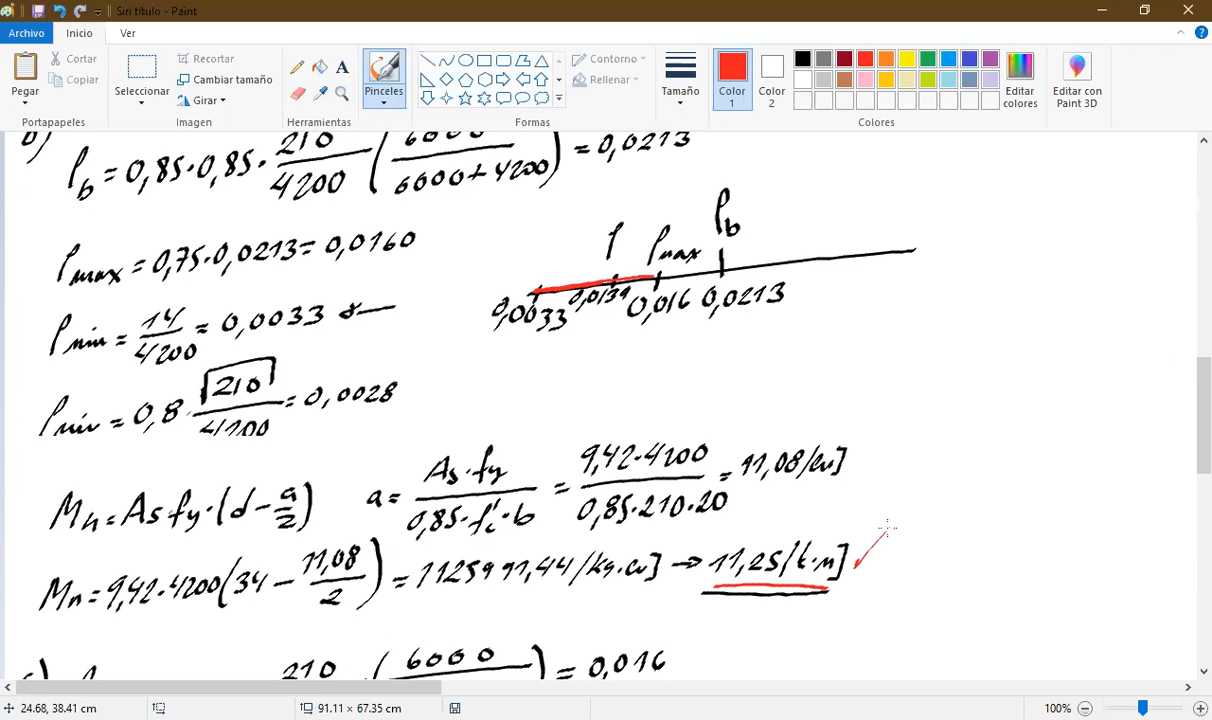 Sin título - Paint
Archivo Inicio Ver
Pegar
Cortar
Copiar
Portapapeles
Seleccionar
Recortar
Cambiar tamaño
Girar
Imagen
A
Herramientas
Pinceles
Contorno
Rellenar
Formas
Tamaño
Color 1
Color 2
Editar colores
Editar con Paint 3D
Colores
b)
ρb = 0,85·0,85· 210/4200 (6000/(6000+4200)) = 0,0213
ρmax = 0,75·0,0213 = 0,0160
ρmin = 14/4200 = 0,0033
ρmin = 0,8· √210/4200 = 0,0028
ρ ρmax ρb
0,0033 0,0139 0,016 0,0213
Mn = As fy·(d - a/2) a = As·fy/(0,85·f'c·b) = 9,42·4200/(0,85·210·20) = 11,08 [cm]
Mn = 9,42·4200 (34 - 11,08/2) = 1125991,44 [kg·cm] → 11,25 [t·m]
c) 210 (6000 ) = 0,016
24.68, 38.41 cm
91.11 × 67.35 cm
100%